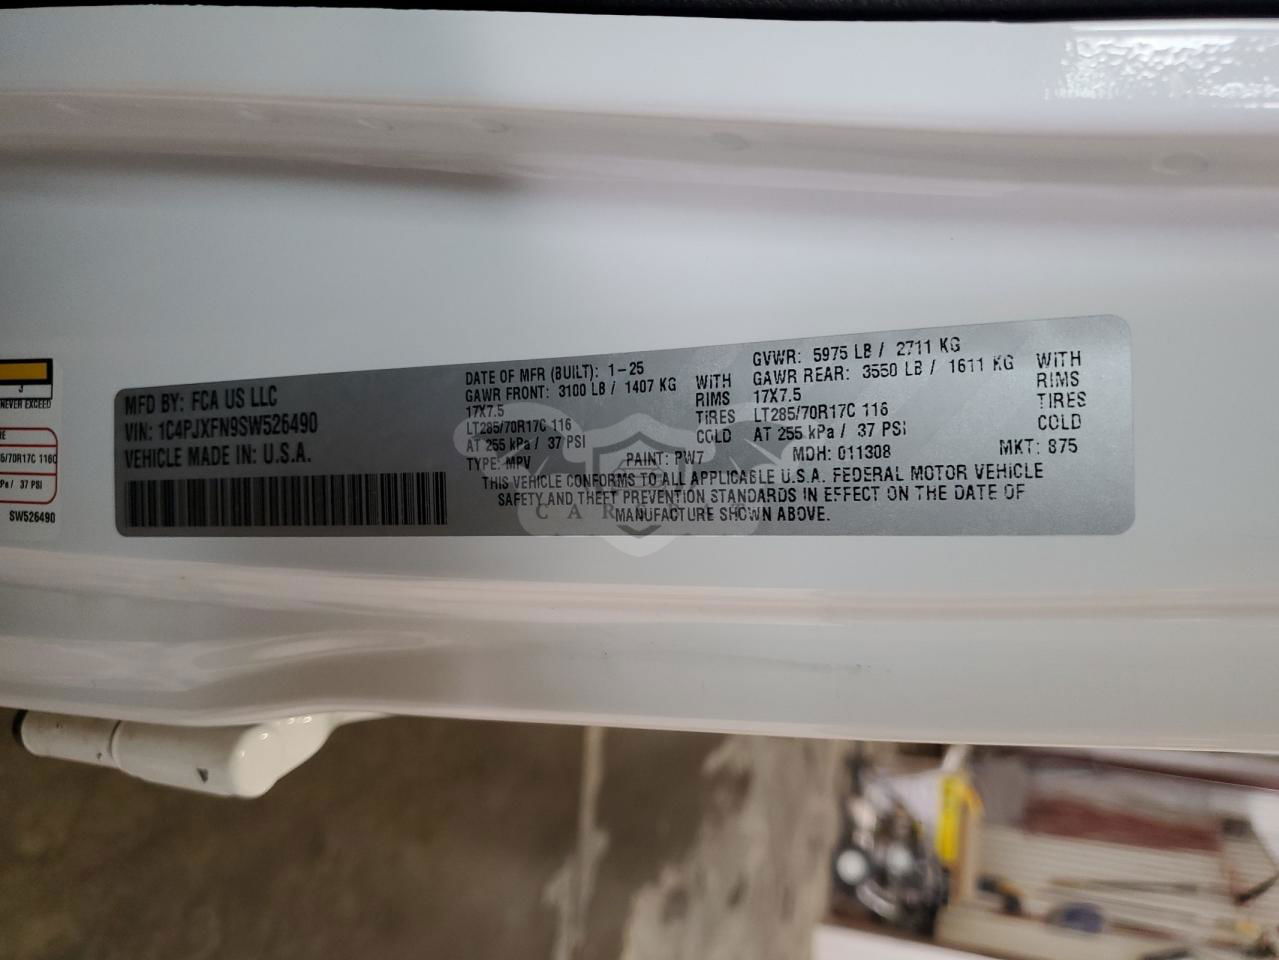 MFD BY: FCA US LLC
VIN: 1C4PJXFN9SW526490
VEHICLE MADE IN: U.S.A.
DATE OF MFR (BUILT): 1-25
GAWR FRONT: 3100 LB / 1407 KG WITH
17X7.5 RIMS
LT285/70R17C 116 TIRES
AT 255 kPa / 37 PSI COLD
GVWR: 5975 LB / 2711 KG
GAWR REAR: 3550 LB / 1611 KG WITH
17X7.5 RIMS
LT285/70R17C 116 TIRES
AT 255 kPa / 37 PSI COLD
TYPE: MPV PAINT: PW7 MDH: 011308 MKT: 875
THIS VEHICLE CONFORMS TO ALL APPLICABLE U.S.A. FEDERAL MOTOR VEHICLE
SAFETY AND THEFT PREVENTION STANDARDS IN EFFECT ON THE DATE OF
MANUFACTURE SHOWN ABOVE.
NEVER EXCEED
/70R17C 116C
/ 37 PSI
SW526490